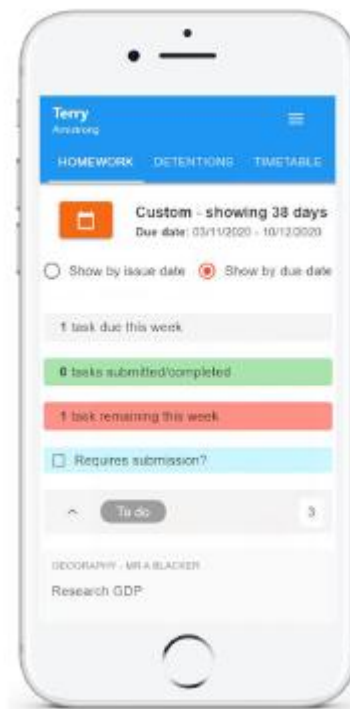 Terry
Armstrong
HOMEWORK DETENTIONS TIMETABLE
Custom - showing 38 days
Due date: 03/11/2020 - 10/12/2020
Show by issue date Show by due date
1 task due this week
0 tasks submitted/completed
1 task remaining this week
Requires submission?
To do 3
GEOGRAPHY - MR A BLACKER
Research GDP